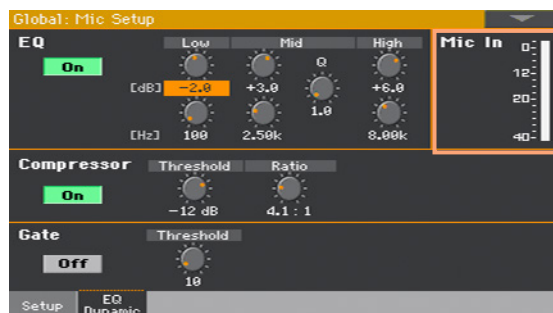 Global: Mic Setup
EQ Low Mid High Mic In
On Q
[dB] -2.0 +3.0 +6.0
1.0
[Hz] 100 2.50k 8.00k
0-
12-
20-
40-
Compressor Threshold Ratio
On
-12 dB 4.1 : 1
Gate Threshold
Off
10
Setup EQ
Dynamic